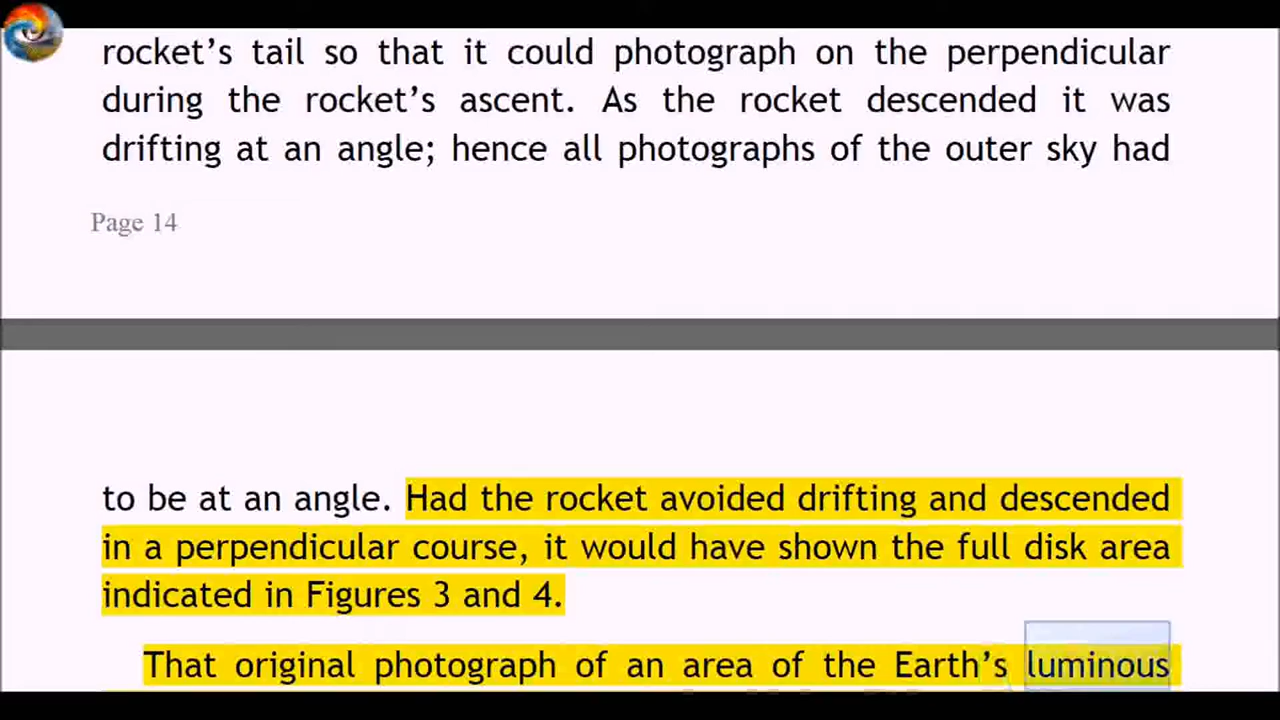 rocket’s tail so that it could photograph on the perpendicular
during the rocket’s ascent. As the rocket descended it was
drifting at an angle; hence all photographs of the outer sky had
Page 14
to be at an angle. Had the rocket avoided drifting and descended
in a perpendicular course, it would have shown the full disk area
indicated in Figures 3 and 4.
That original photograph of an area of the Earth’s luminous